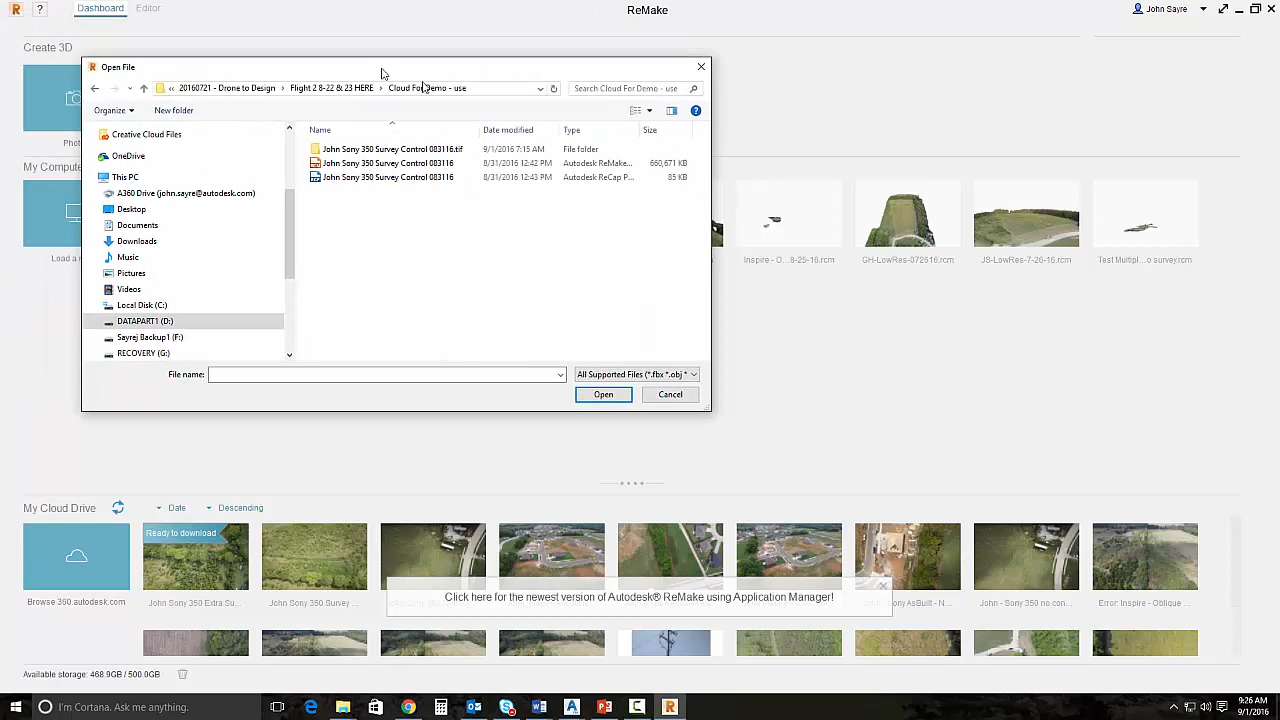 R ? Dashboard Editor ReMake John Sayre
Create 3D
Open File
20160721 - Drone to Design Flight 2 8-22 & 23 HERE Cloud For Demo - use Search Cloud For Demo - use
Organize New folder
Creative Cloud Files
OneDrive
This PC
A360 Drive (john.sayre@autodesk.com)
Desktop
Documents
Downloads
Music
Pictures
Videos
Local Disk (C:)
DATAPART1 (D:)
Sayrej Backup1 (F:)
RECOVERY (G:)
Name Date modified Type Size
John Sony 350 Survey Control 083116.tif 9/1/2016 7:15 AM File folder
John Sony 350 Survey Control 083116 8/31/2016 12:42 PM Autodesk ReMake... 660,671 KB
John Sony 350 Survey Control 083116 8/31/2016 12:43 PM Autodesk ReCap P... 85 KB
File name: All Supported Files (*.fbx *.obj *
Open Cancel
Phot
My Compute
Load a
Inspire - O...8-25-16.rcm GH-LowRes-072616.rcm JS-LowRes-7-26-16.rcm Test Multipl...o survey.rcm
My Cloud Drive Date Descending
Ready to download
Browse 360.autodesk.com John Sony 350 Extra Su... John Sony 350 Survey ... John - Sony 350 no con... Error: Inspire - Oblique ...
Click here for the newest version of Autodesk® ReMake using Application Manager!
Available storage: 468.9GB / 500.0GB
I'm Cortana. Ask me anything. 9:26 AM
9/1/2016